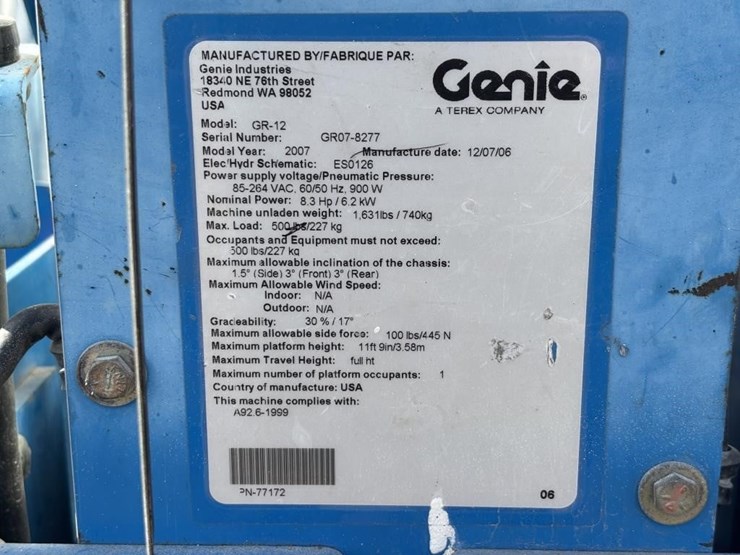 MANUFACTURED BY/FABRIQUE PAR:
Genie Industries
18340 NE 76th Street
Redmond WA 98052
USA
Genie
A TEREX COMPANY
Model: GR-12
Serial Number: GR07-8277
Model Year: 2007 Manufacture date: 12/07/06
Elec/Hydr Schematic: ES0126
Power supply voltage/Pneumatic Pressure:
85-264 VAC, 60/50 Hz, 900 W
Nominal Power: 8.3 Hp / 6.2 kW
Machine unladen weight: 1,631lbs / 740kg
Max. Load: 500 lbs/227 kg
Occupants and Equipment must not exceed:
500 lbs/227 kg
Maximum allowable inclination of the chassis:
1.5° (Side) 3° (Front) 3° (Rear)
Maximum Allowable Wind Speed:
Indoor: N/A
Outdoor: N/A
Gradeability: 30 % / 17°
Maximum allowable side force: 100 lbs/445 N
Maximum platform height: 11ft 9in/3.58m
Maximum Travel Height: full ht
Maximum number of platform occupants: 1
Country of manufacture: USA
This machine complies with:
A92.6-1999
PN-77172
06